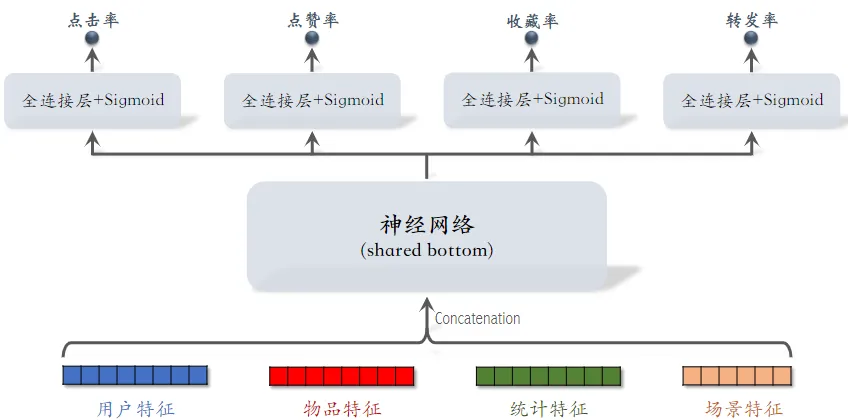 点击率
点赞率
收藏率
转发率
全连接层+Sigmoid
全连接层+Sigmoid
全连接层+Sigmoid
全连接层+Sigmoid
神经网络
(shared bottom)
Concatenation
用户特征
物品特征
统计特征
场景特征